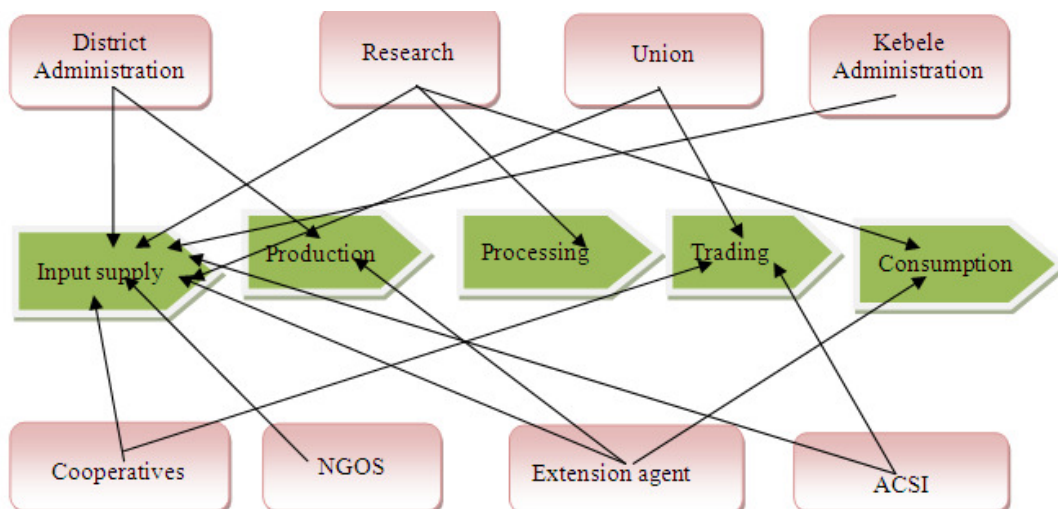 District
Administration
Research
Union
Kebele
Administration
Input supply
Production
Processing
Trading
Consumption
Cooperatives
NGOS
Extension agent
ACSI